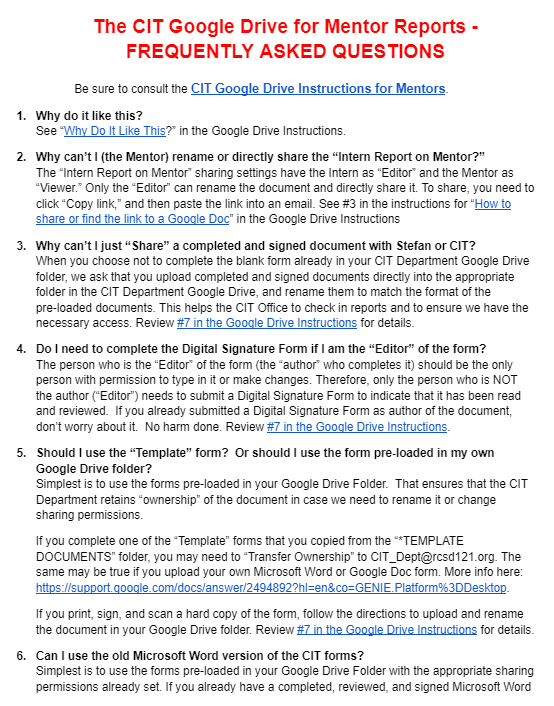 The CIT Google Drive for Mentor Reports -
FREQUENTLY ASKED QUESTIONS
Be sure to consult the CIT Google Drive Instructions for Mentors.
1. Why do it like this?
See “Why Do It Like This?” in the Google Drive Instructions.
2. Why can’t I (the Mentor) rename or directly share the “Intern Report on Mentor?”
The “Intern Report on Mentor” sharing settings have the Intern as “Editor” and the Mentor as
“Viewer.” Only the “Editor” can rename the document and directly share it. To share, you need to
click “Copy link,” and then paste the link into an email. See #3 in the instructions for “How to
share or find the link to a Google Doc” in the Google Drive Instructions
3. Why can’t I just “Share” a completed and signed document with Stefan or CIT?
When you choose not to complete the blank form already in your CIT Department Google Drive
folder, we ask that you upload completed and signed documents directly into the appropriate
folder in the CIT Department Google Drive, and rename them to match the format of the
pre-loaded documents. This helps the CIT Office to check in reports and to ensure we have the
necessary access. Review #7 in the Google Drive Instructions for details.
4. Do I need to complete the Digital Signature Form if I am the “Editor” of the form?
The person who is the “Editor” of the form (the “author” who completes it) should be the only
person with permission to type in it or make changes. Therefore, only the person who is NOT
the author (“Editor”) needs to submit a Digital Signature Form to indicate that it has been read
and reviewed.  If you already submitted a Digital Signature Form as author of the document,
don’t worry about it.  No harm done. Review #7 in the Google Drive Instructions.
5. Should I use the “Template” form?  Or should I use the form pre-loaded in my own
Google Drive folder?
Simplest is to use the forms pre-loaded in your Google Drive Folder.  That ensures that the CIT
Department retains “ownership” of the document in case we need to rename it or change
sharing permissions.
If you complete one of the “Template” forms that you copied from the “*TEMPLATE
DOCUMENTS” folder, you may need to “Transfer Ownership” to CIT_Dept@rcsd121.org. The
same may be true if you upload your own Microsoft Word or Google Doc form. More info here:
https://support.google.com/docs/answer/2494892?hl=en&co=GENIE.Platform%3DDesktop.
If you print, sign, and scan a hard copy of the form, follow the directions to upload and rename
the document in your Google Drive folder. Review #7 in the Google Drive Instructions for details.
6. Can I use the old Microsoft Word version of the CIT forms?
Simplest is to use the forms pre-loaded in your Google Drive Folder with the appropriate sharing
permissions already set. If you already have a completed, reviewed, and signed Microsoft Word